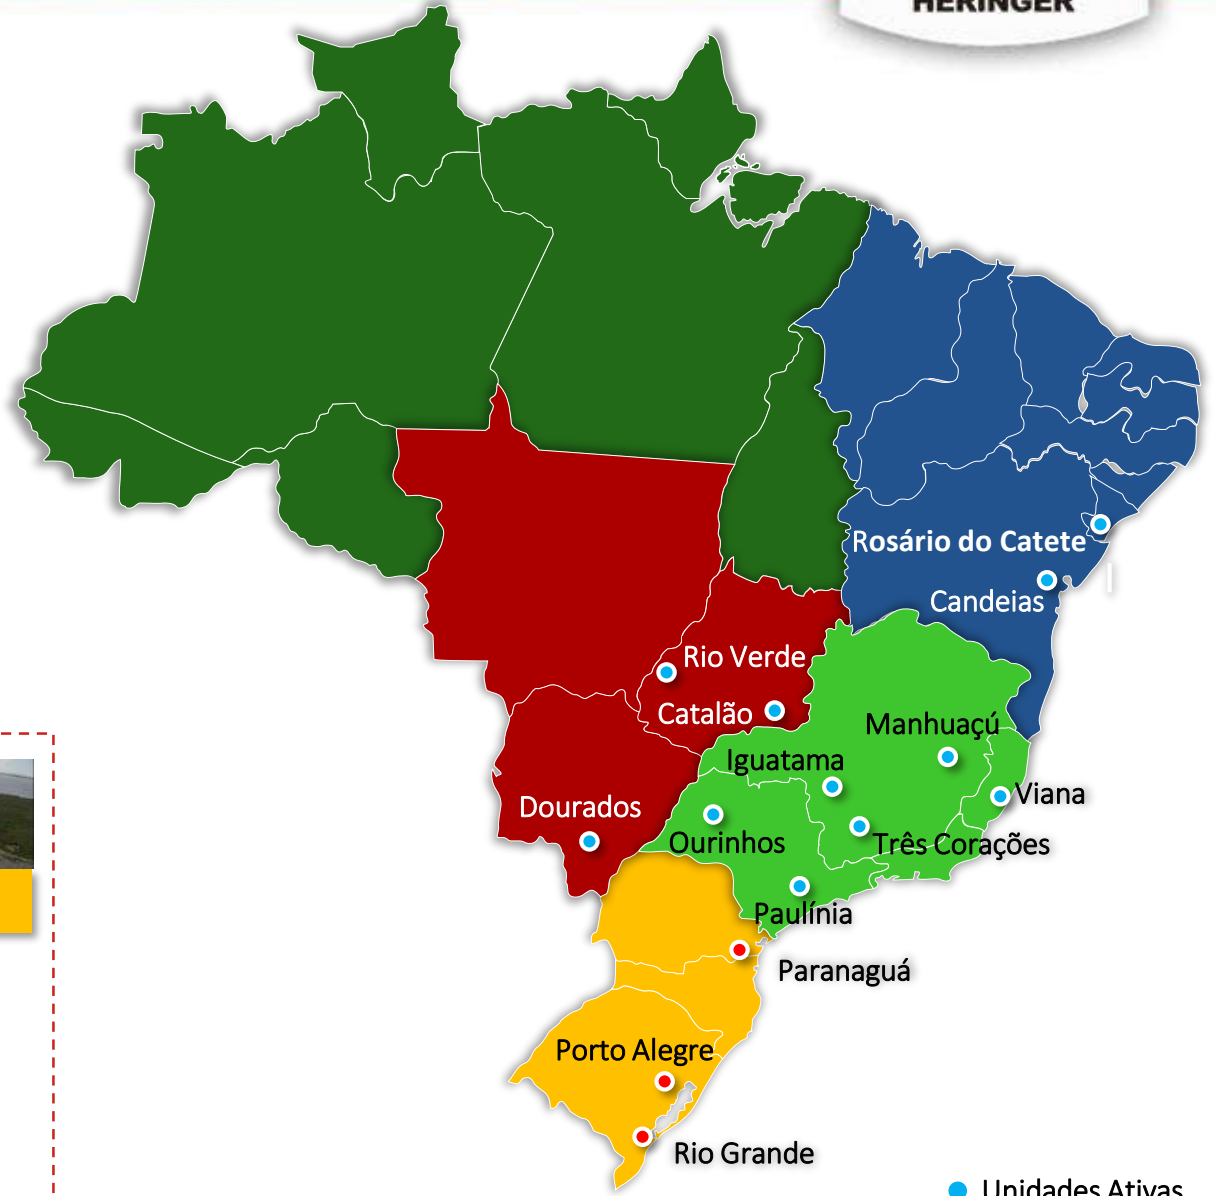 HERINGER
Rosário do Catete
Candeias
Rio Verde
Catalão
Manhuaçú
Iguatama
Viana
Dourados
Ourinhos
Três Corações
Paulínia
Paranaguá
Porto Alegre
Rio Grande
Unidades Ativas